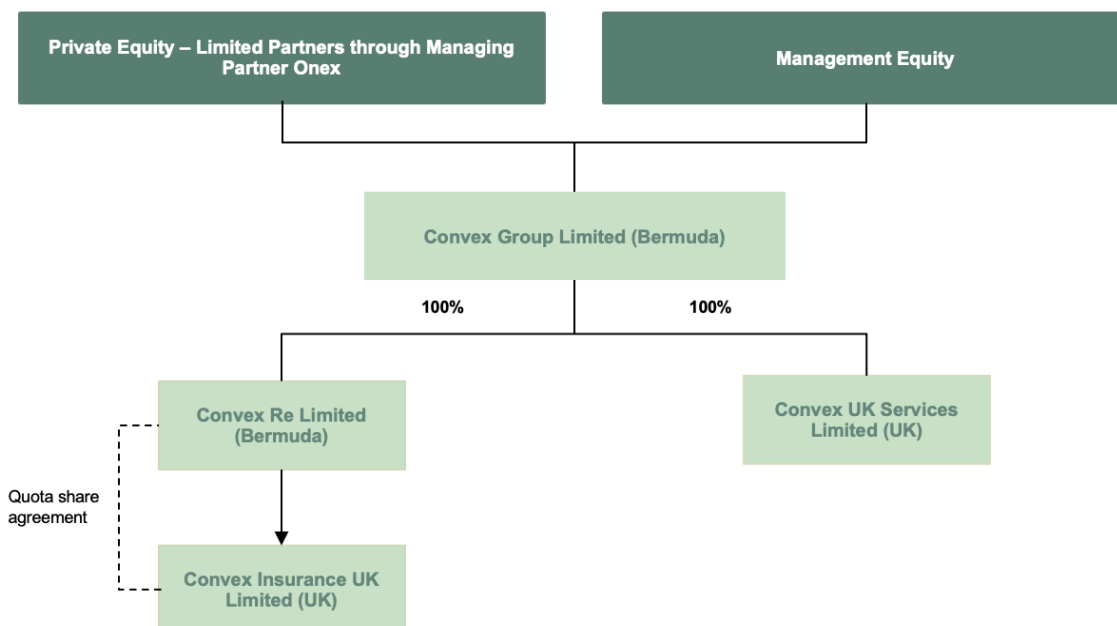 Private Equity – Limited Partners through Managing
Partner Onex
Management Equity
Convex Group Limited (Bermuda)
100%
100%
Convex Re Limited
(Bermuda)
Convex UK Services
Limited (UK)
Quota share
agreement
Convex Insurance UK
Limited (UK)